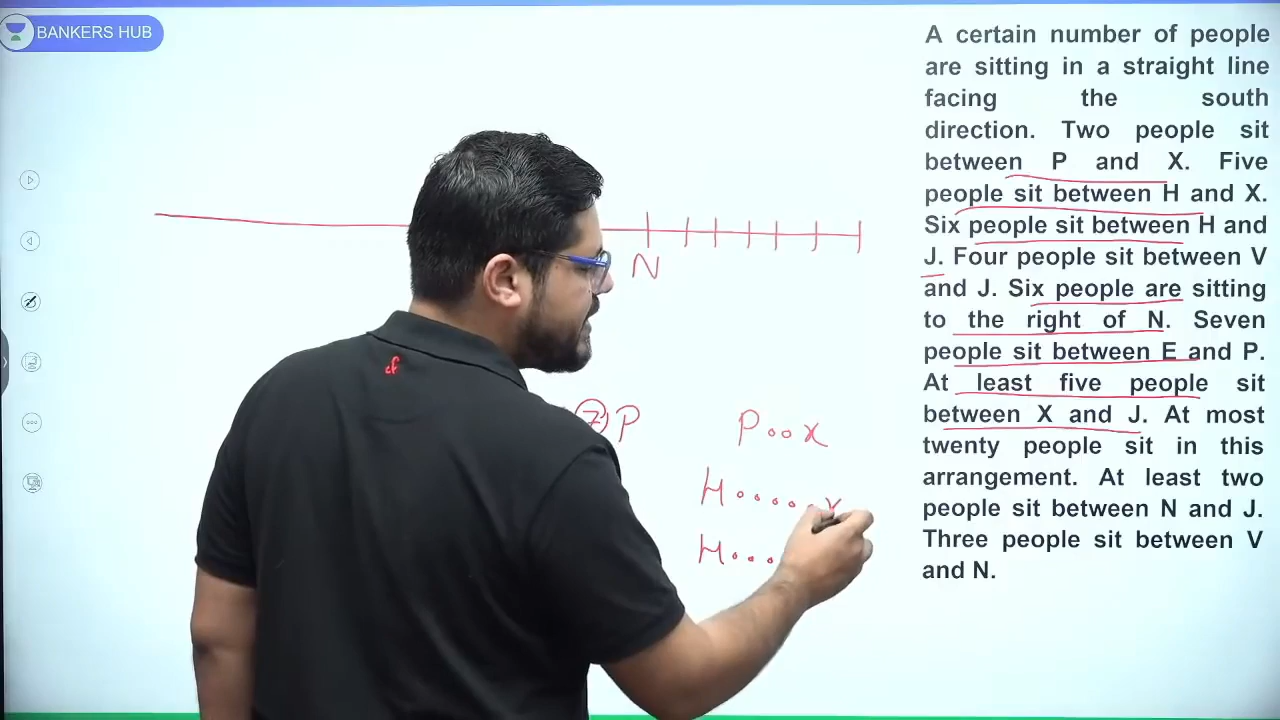 BANKERS HUB
A certain number of people
are sitting in a straight line
facing the south
direction. Two people sit
between P and X. Five
people sit between H and X.
Six people sit between H and
J. Four people sit between V
and J. Six people are sitting
to the right of N. Seven
people sit between E and P.
At least five people sit
between X and J. At most
twenty people sit in this
arrangement. At least two
people sit between N and J.
Three people sit between V
and N.
N
7 P
P X
H
H